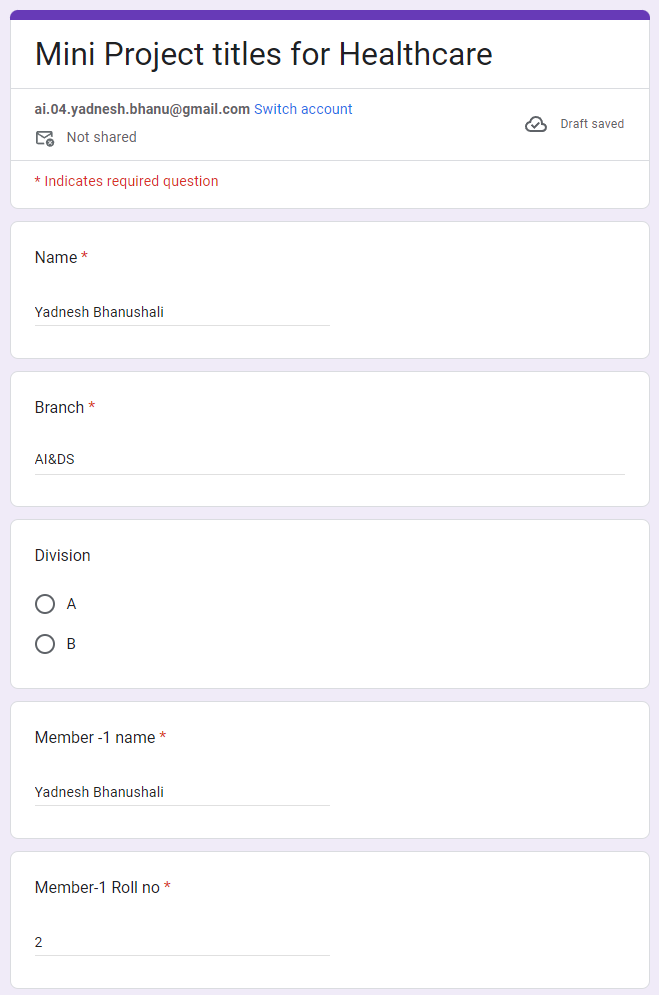 Mini Project titles for Healthcare
ai.04.yadnesh.bhanu@gmail.com Switch account
Draft saved
Not shared
* Indicates required question
Name *
Yadnesh Bhanushali
Branch *
AI&DS
Division
A
B
Member -1 name *
Yadnesh Bhanushali
Member-1 Roll no *
2